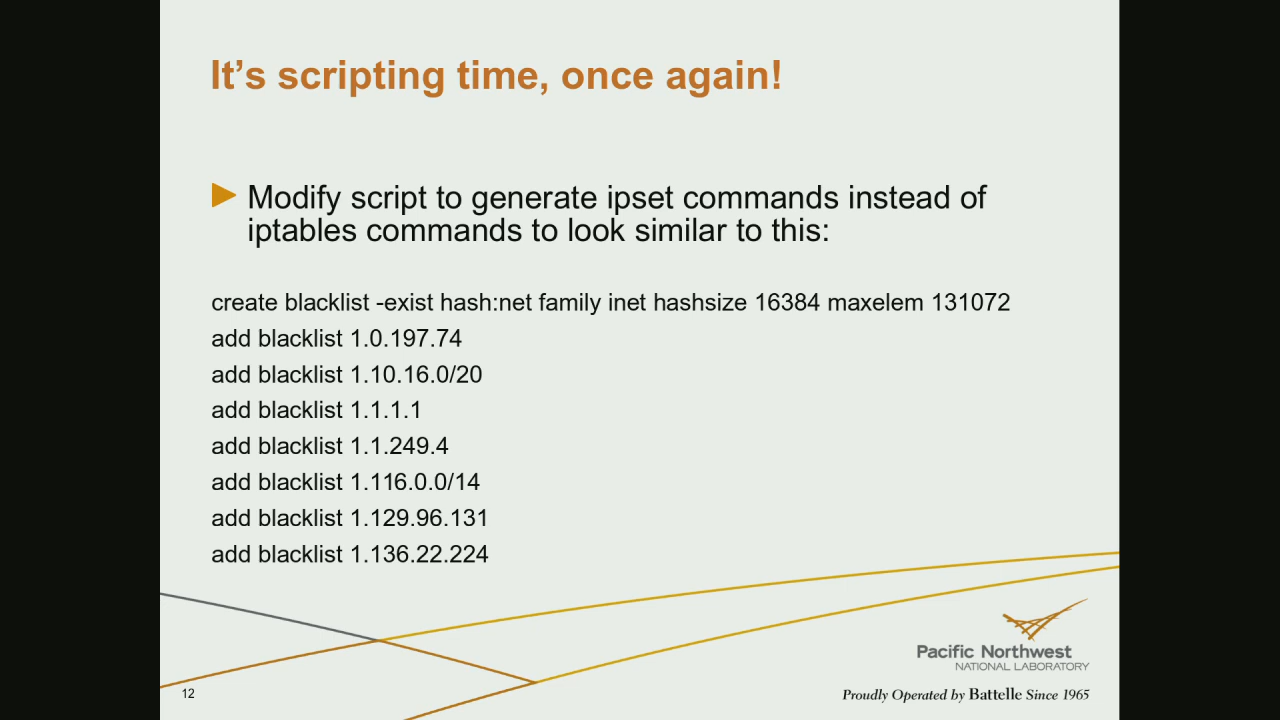 It’s scripting time, once again!
Modify script to generate ipset commands instead of
iptables commands to look similar to this:
create blacklist -exist hash:net family inet hashsize 16384 maxelem 131072
add blacklist 1.0.197.74
add blacklist 1.10.16.0/20
add blacklist 1.1.1.1
add blacklist 1.1.249.4
add blacklist 1.116.0.0/14
add blacklist 1.129.96.131
add blacklist 1.136.22.224
Pacific Northwest
NATIONAL LABORATORY
12
Proudly Operated by Battelle Since 1965